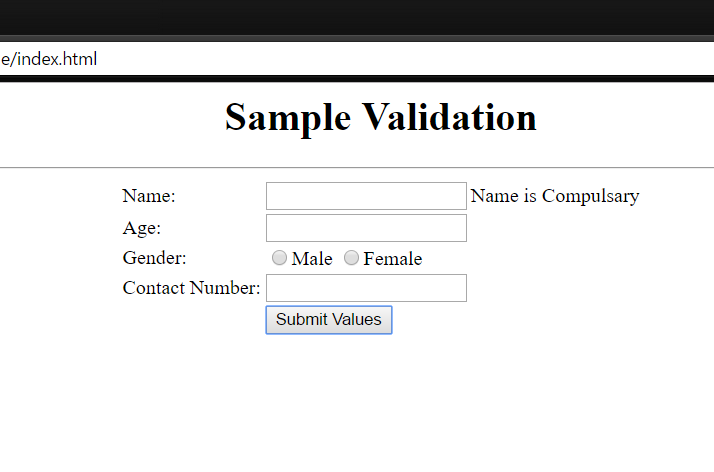 e/index.html
Sample Validation
Name: Name is Compulsary
Age:
Gender: Male Female
Contact Number:
Submit Values